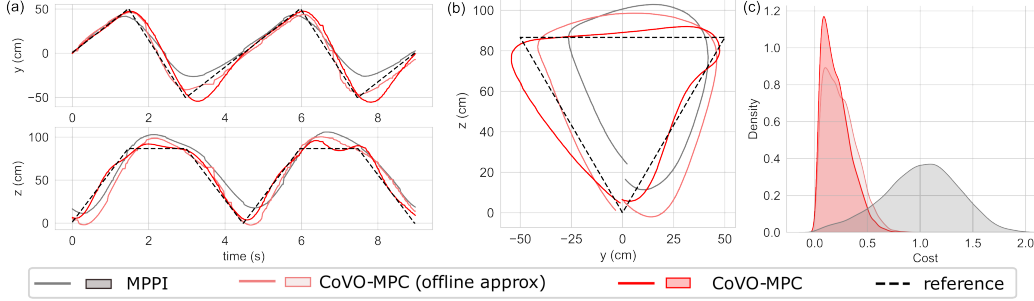 (a)
y (cm)
50
0
−50
0
2
4
6
8
z (cm)
100
50
0
0
2
4
6
8
time (s)
(b)
z (cm)
100
80
60
40
20
0
−50
−25
0
25
50
y (cm)
(c)
Density
1.2
1.0
0.8
0.6
0.4
0.2
0.0
0.0
0.5
1.0
1.5
2.0
Cost
MPPI
CoVO-MPC (offline approx)
CoVO-MPC
reference